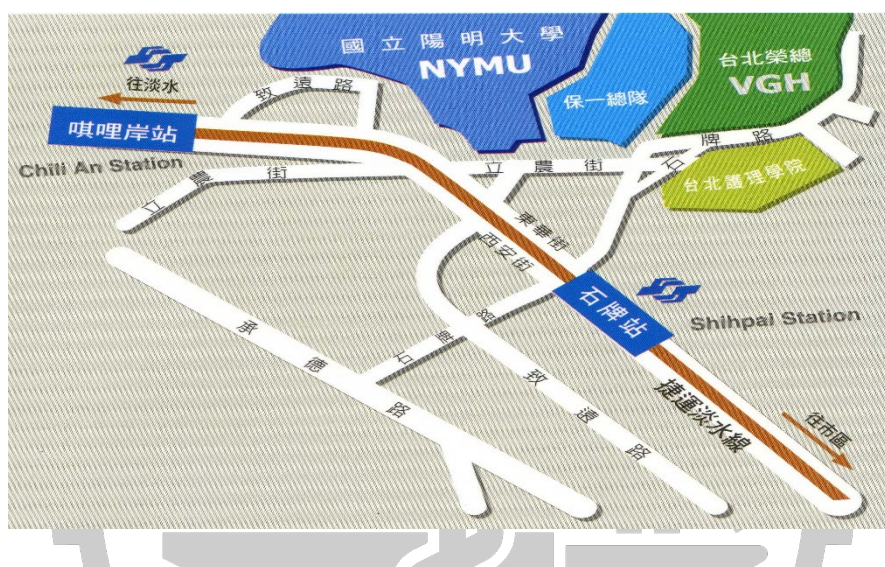 國立陽明大學
NYMU
台北榮總
VGH
保一總隊
往淡水
致遠路
唭哩岸站
Chili An Station
立農街
立農街
石牌路
台北護理學院
東華街
西安街
石牌站
Shihpai Station
石牌路
承德路
致遠路
捷運淡水線
往市區